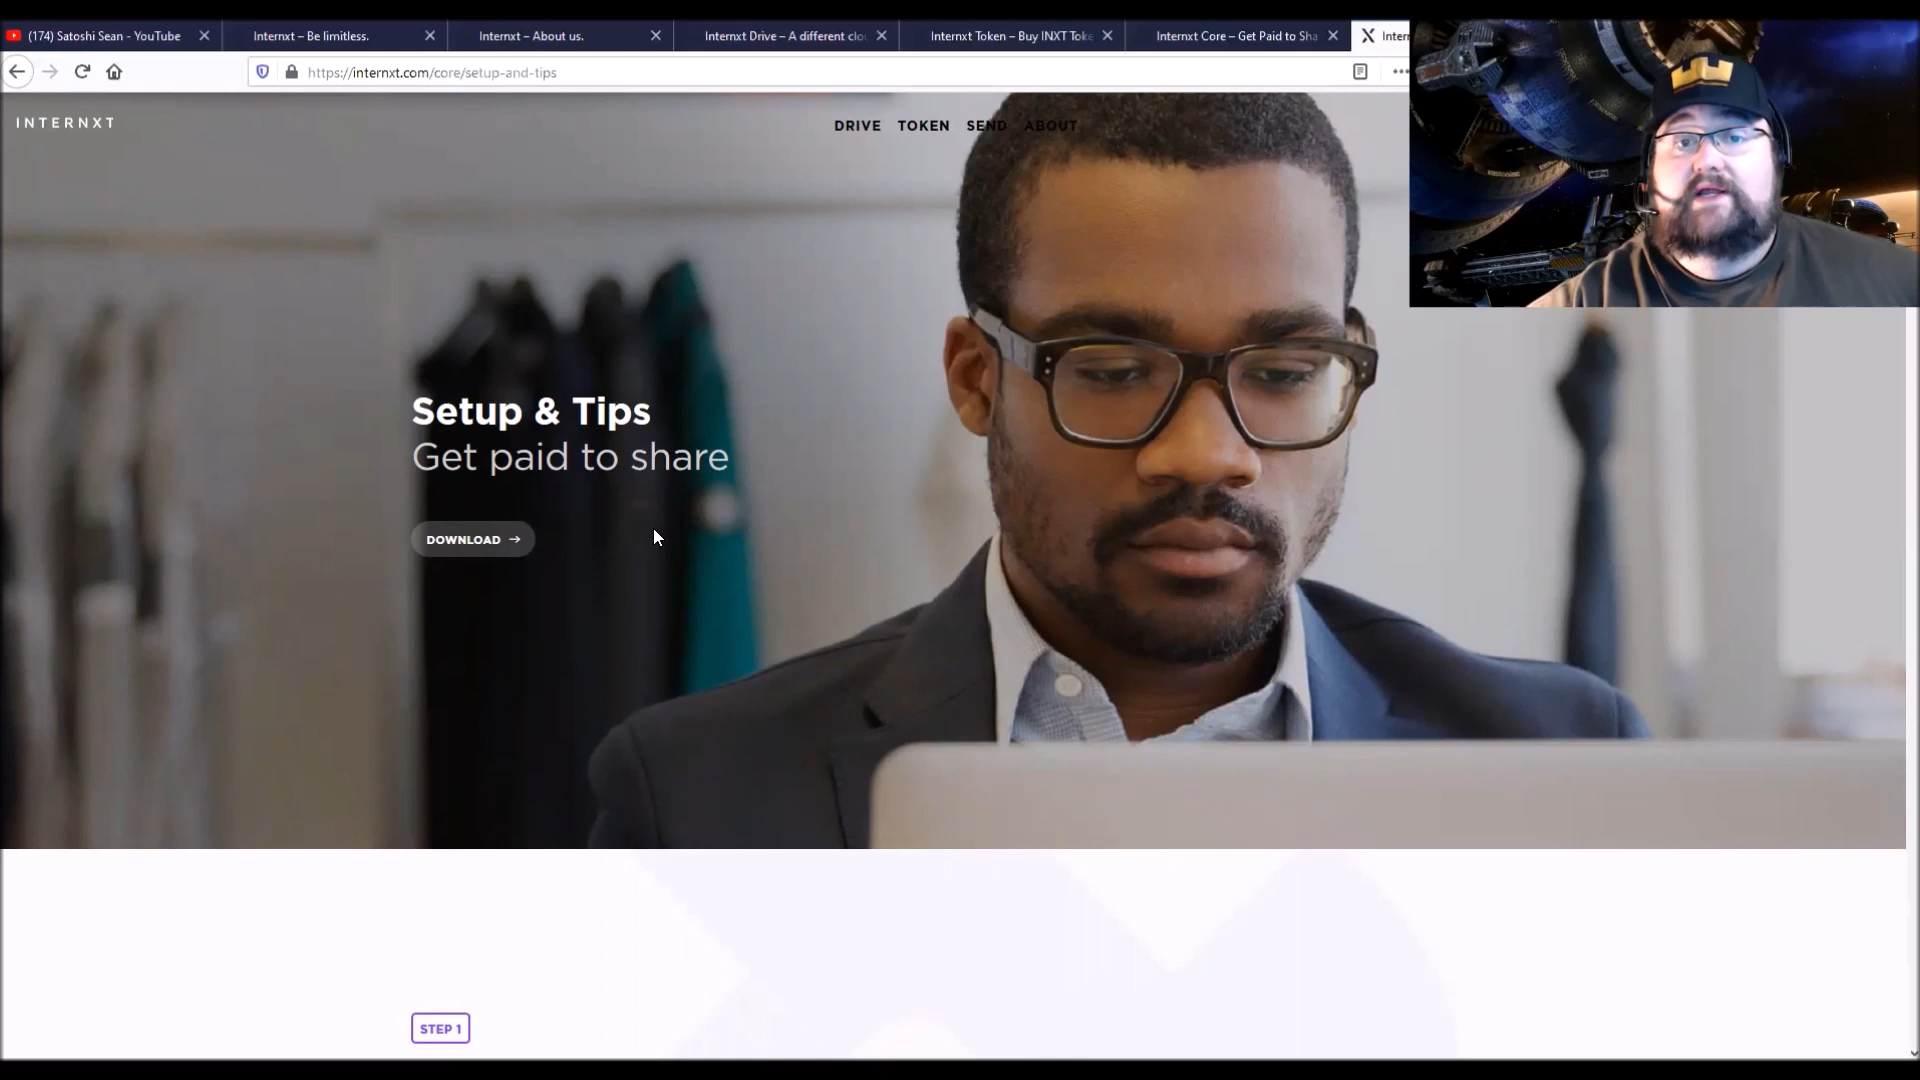 (174) Satoshi Sean - YouTube
Internxt – Be limitless.
Internxt – About us.
Internxt Drive – A different clo
Internxt Token – Buy INXT Toke
Internxt Core – Get Paid to Sha
Intern
https://internxt.com/core/setup-and-tips
INTERNXT
DRIVE TOKEN SEND ABOUT
Setup & Tips
Get paid to share
DOWNLOAD →
STEP 1